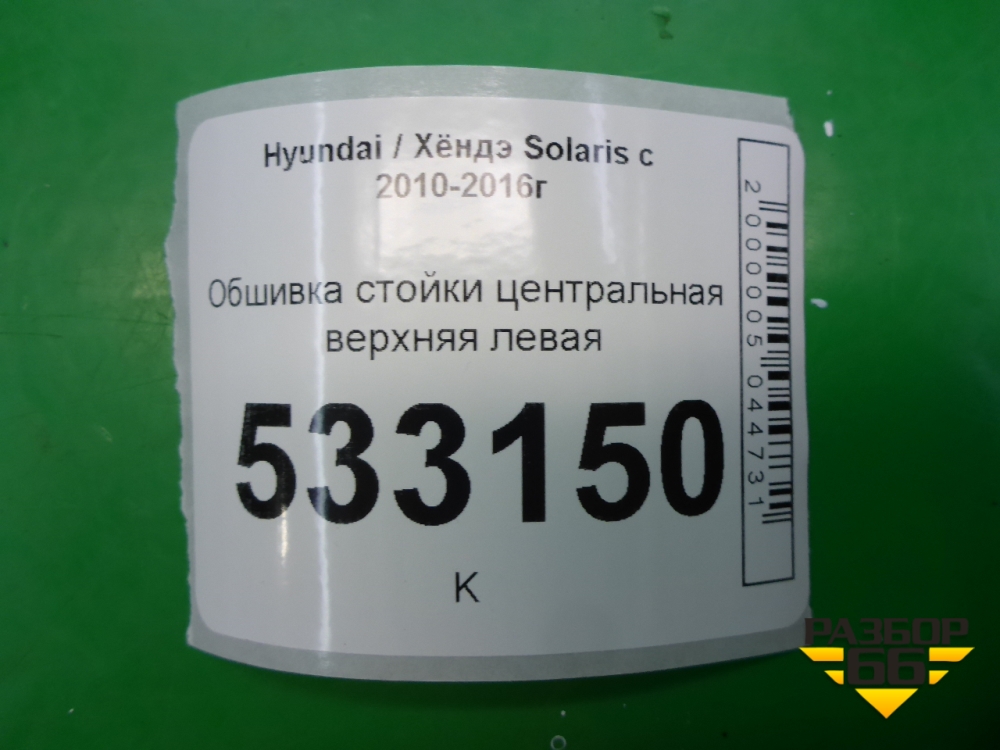 Hyundai / Хёндэ Solaris с
2010-2016г
Обшивка стойки центральная
верхняя левая
533150
К
2000005044731
РАЗБОР
66